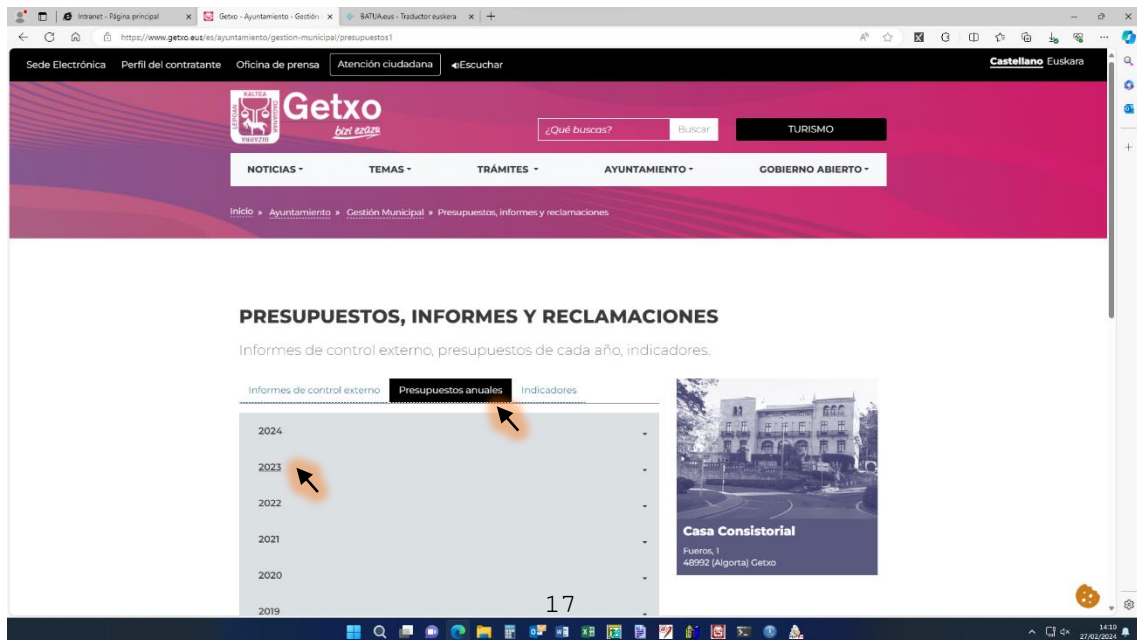 Intranet - Página principal
Getxo - Ayuntamiento - Gestión
BATUA.eus - Traductor euskera
https://www.getxo.eus/es/ayuntamiento/gestion-municipal/presupuestos1
Sede Electrónica Perfil del contratante Oficina de prensa Atención ciudadana Escuchar Castellano Euskara
KALTEA
LEPOAN
DAGIANAK
BIZARRA
Getxo
bizi ezazu
¿Qué buscas? Buscar TURISMO
NOTICIAS TEMAS TRÁMITES AYUNTAMIENTO GOBIERNO ABIERTO
Inicio » Ayuntamiento » Gestión Municipal » Presupuestos, informes y reclamaciones
PRESUPUESTOS, INFORMES Y RECLAMACIONES
Informes de control externo, presupuestos de cada año, indicadores.
Informes de control externo Presupuestos anuales Indicadores
2024
2023
2022
2021
2020
2019
Casa Consistorial
Fueros, 1
48992 (Algorta) Getxo
17
14:10
27/02/2024